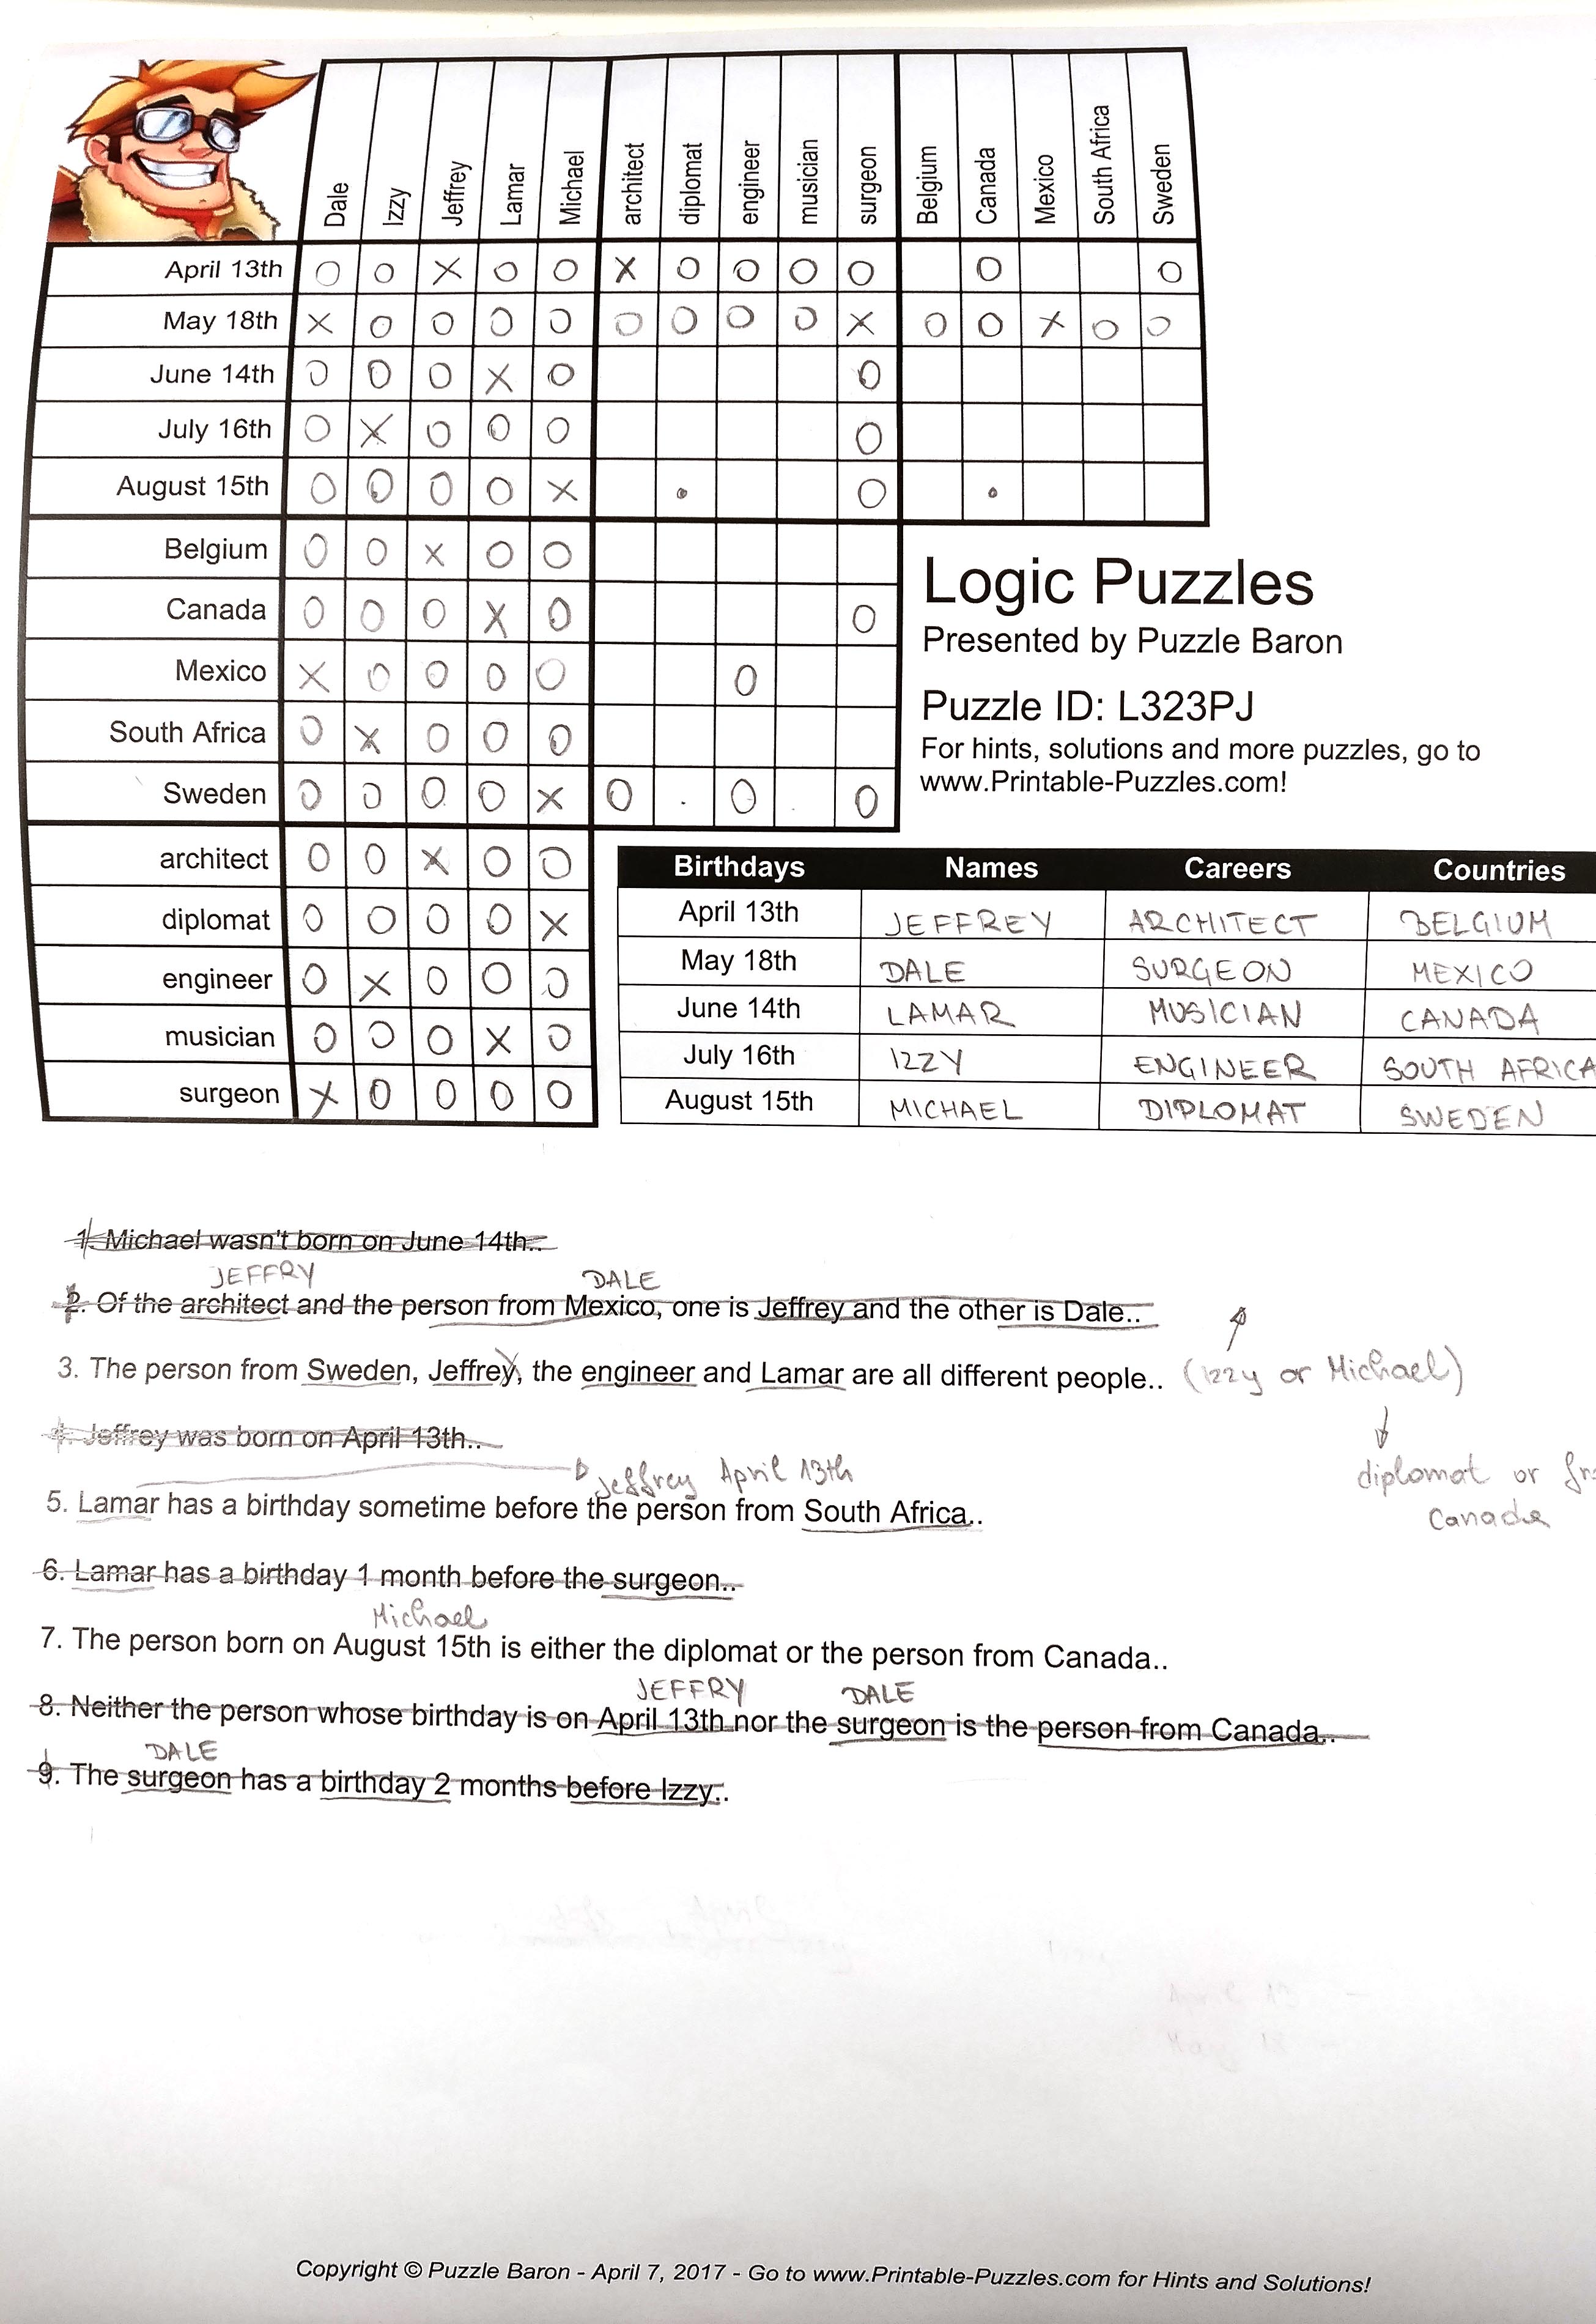 Dale Izzy Jeffrey Lamar Michael architect diplomat engineer musician surgeon Belgium Canada Mexico South Africa Sweden
April 13th O O X O O X O O O O O O
May 18th X O O O O O O O O X O O X O O
June 14th O O O X O O
July 16th O X O O O O
August 15th O O O O X O
Belgium O O X O O
Canada O O O X O O
Mexico X O O O O O
South Africa O X O O O
Sweden O O O O X O O O
architect O O X O O
diplomat O O O O X
engineer O X O O O
musician O O O X O
surgeon X O O O O
Logic Puzzles
Presented by Puzzle Baron
Puzzle ID: L323PJ
For hints, solutions and more puzzles, go to
www.Printable-Puzzles.com!
Birthdays Names Careers Countries
April 13th JEFFREY ARCHITECT BELGIUM
May 18th DALE SURGEON MEXICO
June 14th LAMAR MUSICIAN CANADA
July 16th IZZY ENGINEER SOUTH AFRICA
August 15th MICHAEL DIPLOMAT SWEDEN
1. Michael wasn't born on June 14th..
JEFFRY DALE
2. Of the architect and the person from Mexico, one is Jeffrey and the other is Dale..
3. The person from Sweden, Jeffrey, the engineer and Lamar are all different people.. (Izzy or Michael)
4. Jeffrey was born on April 13th..
Jeffrey April 13th
diplomat or
Canada
5. Lamar has a birthday sometime before the person from South Africa..
6. Lamar has a birthday 1 month before the surgeon..
Michael
7. The person born on August 15th is either the diplomat or the person from Canada..
JEFFRY DALE
8. Neither the person whose birthday is on April 13th nor the surgeon is the person from Canada..
DALE
9. The surgeon has a birthday 2 months before Izzy..
Copyright © Puzzle Baron - April 7, 2017 - Go to www.Printable-Puzzles.com for Hints and Solutions!